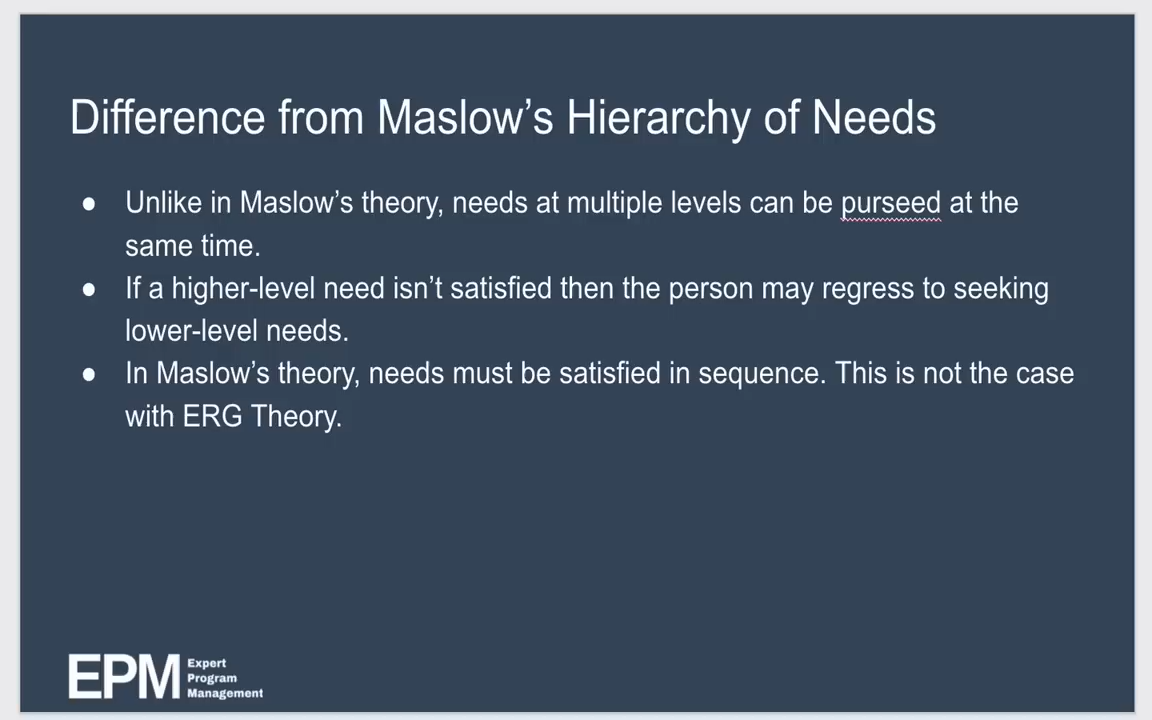 Difference from Maslow’s Hierarchy of Needs
● Unlike in Maslow’s theory, needs at multiple levels can be purseed at the
same time.
● If a higher-level need isn’t satisfied then the person may regress to seeking
lower-level needs.
● In Maslow’s theory, needs must be satisfied in sequence. This is not the case
with ERG Theory.
EPM
Expert
Program
Management